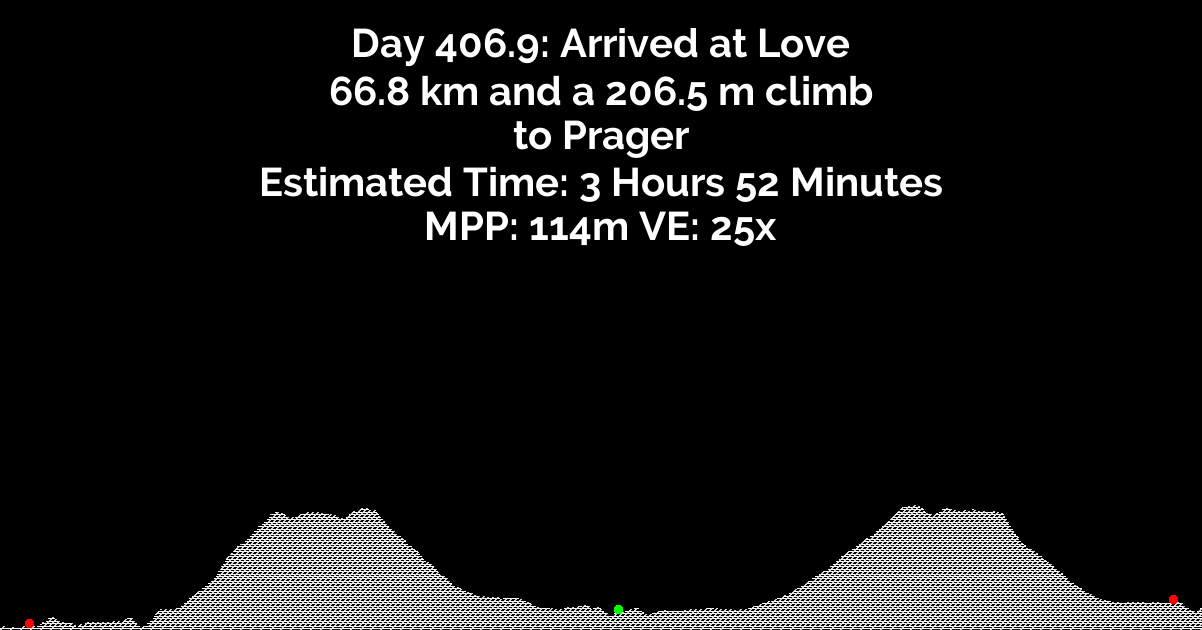 Day 406.9: Arrived at Love
66.8 km and a 206.5 m climb
to Prager
Estimated Time: 3 Hours 52 Minutes
MPP: 114m VE: 25x